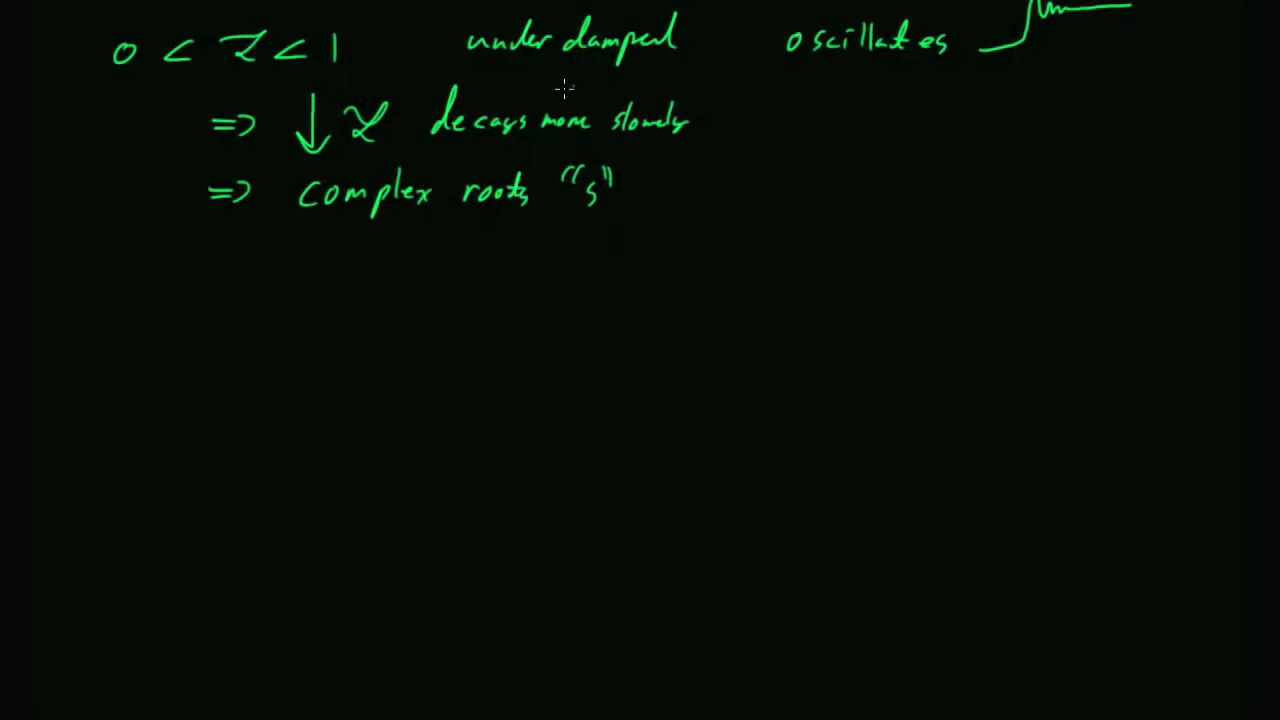 0 < ζ < 1 underdamped oscillates
=> ↓ ζ decays more slowly
=> complex roots "s"